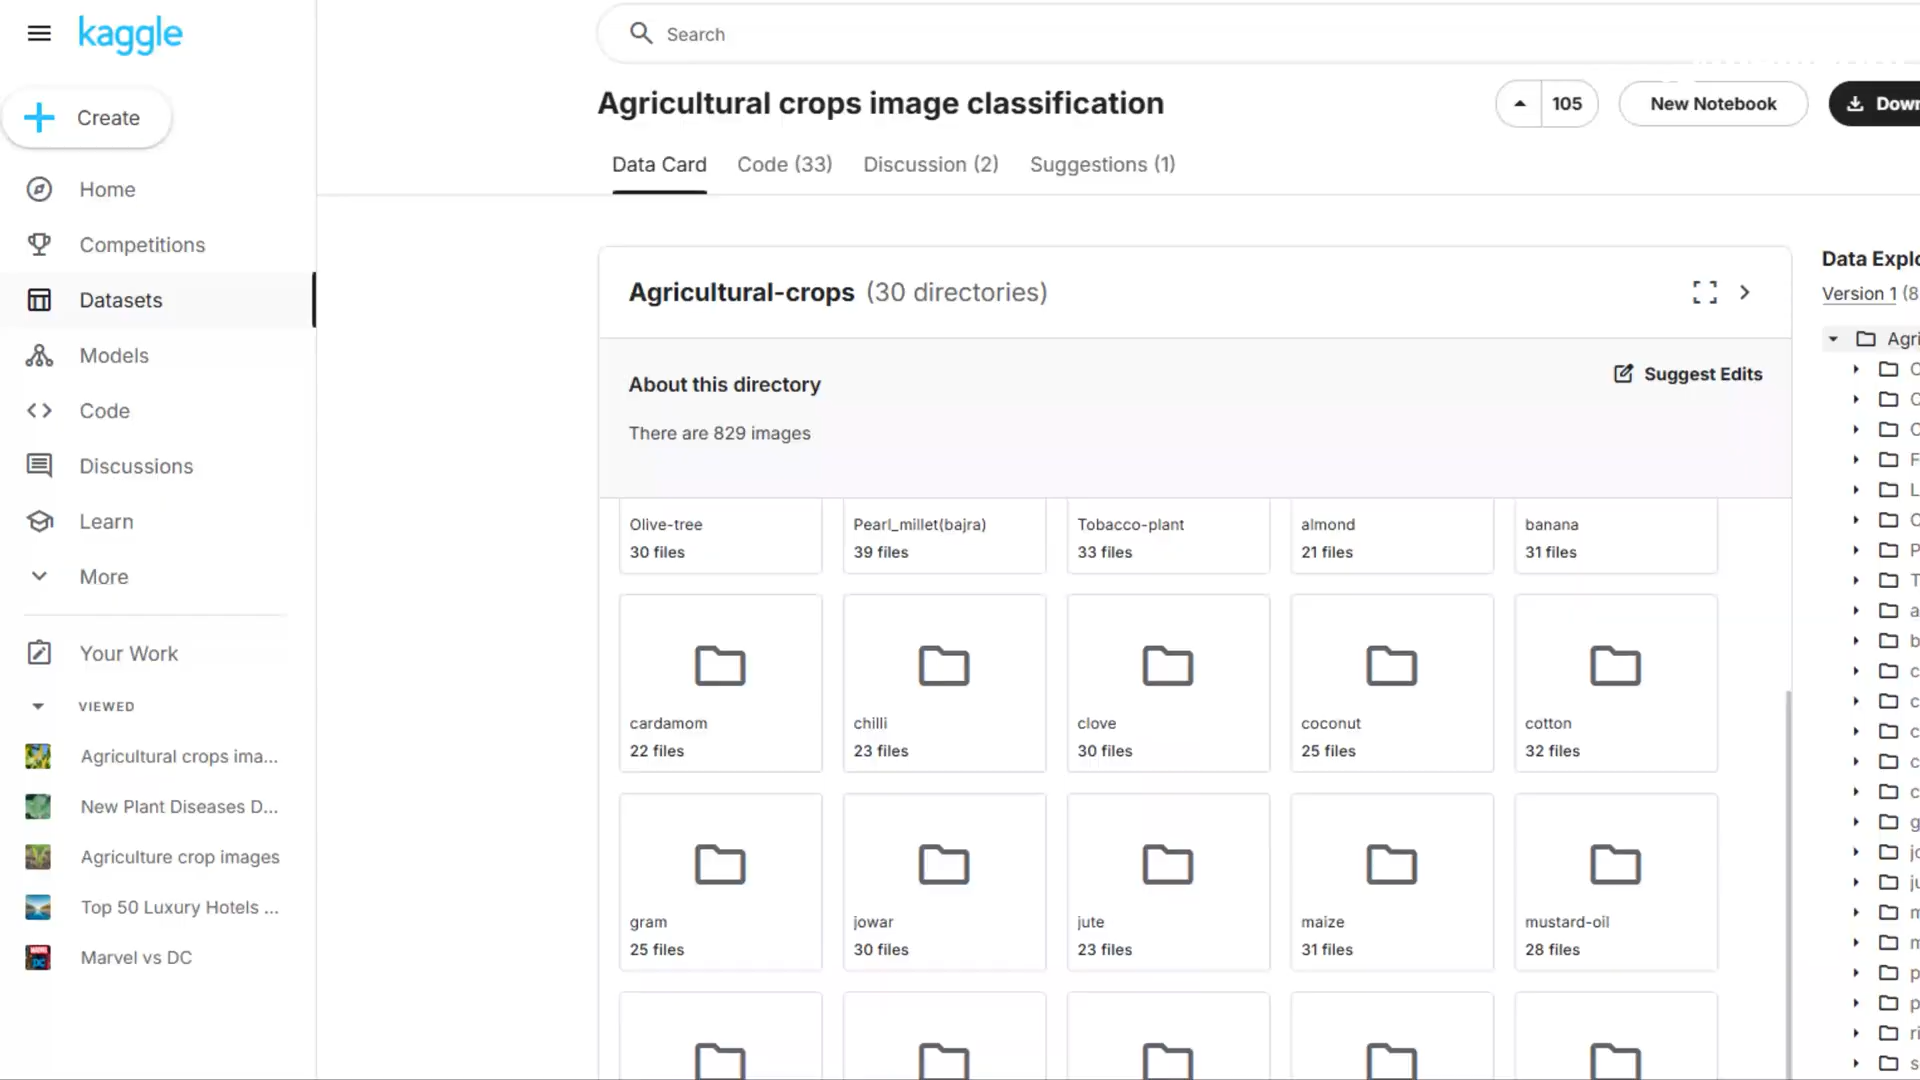 kaggle
Search
Create
Agricultural crops image classification
105
New Notebook
Data Card
Code (33)
Discussion (2)
Suggestions (1)
Home
Competitions
Datasets
Models
Code
Discussions
Learn
More
Your Work
VIEWED
Agricultural crops ima...
New Plant Diseases D...
Agriculture crop images
Top 50 Luxury Hotels ...
Marvel vs DC
Agricultural-crops (30 directories)
About this directory
Suggest Edits
There are 829 images
Olive-tree
30 files
Pearl_millet(bajra)
39 files
Tobacco-plant
33 files
almond
21 files
banana
31 files
cardamom
22 files
chilli
23 files
clove
30 files
coconut
25 files
cotton
32 files
gram
25 files
jowar
30 files
jute
23 files
maize
31 files
mustard-oil
28 files
Data
Version 1